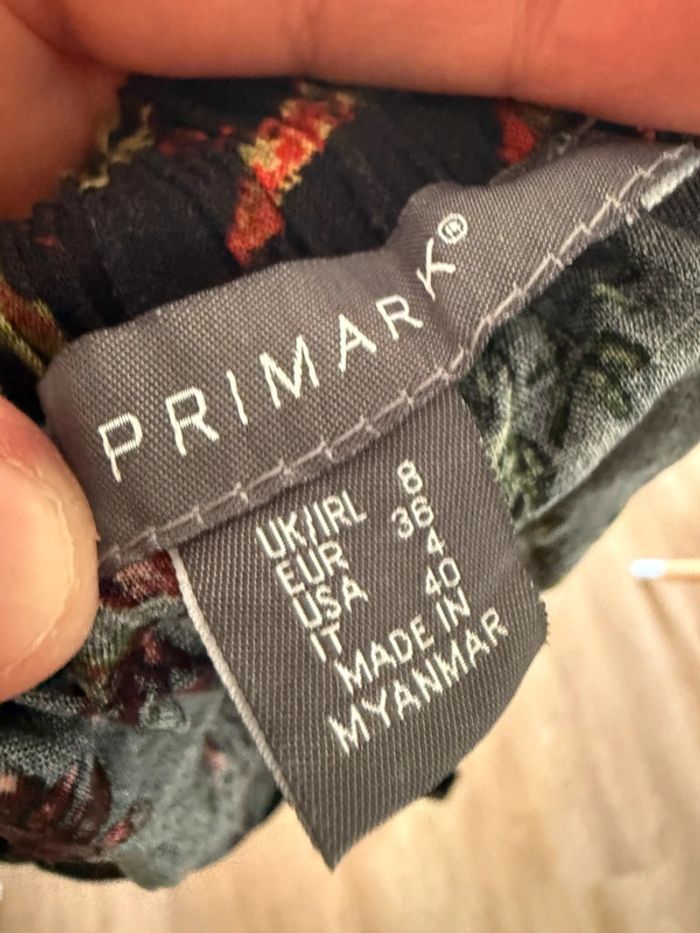 PRIMARK®
UK/IRL 8
EUR 36
USA 4
IT 40
MADE IN
MYANMAR